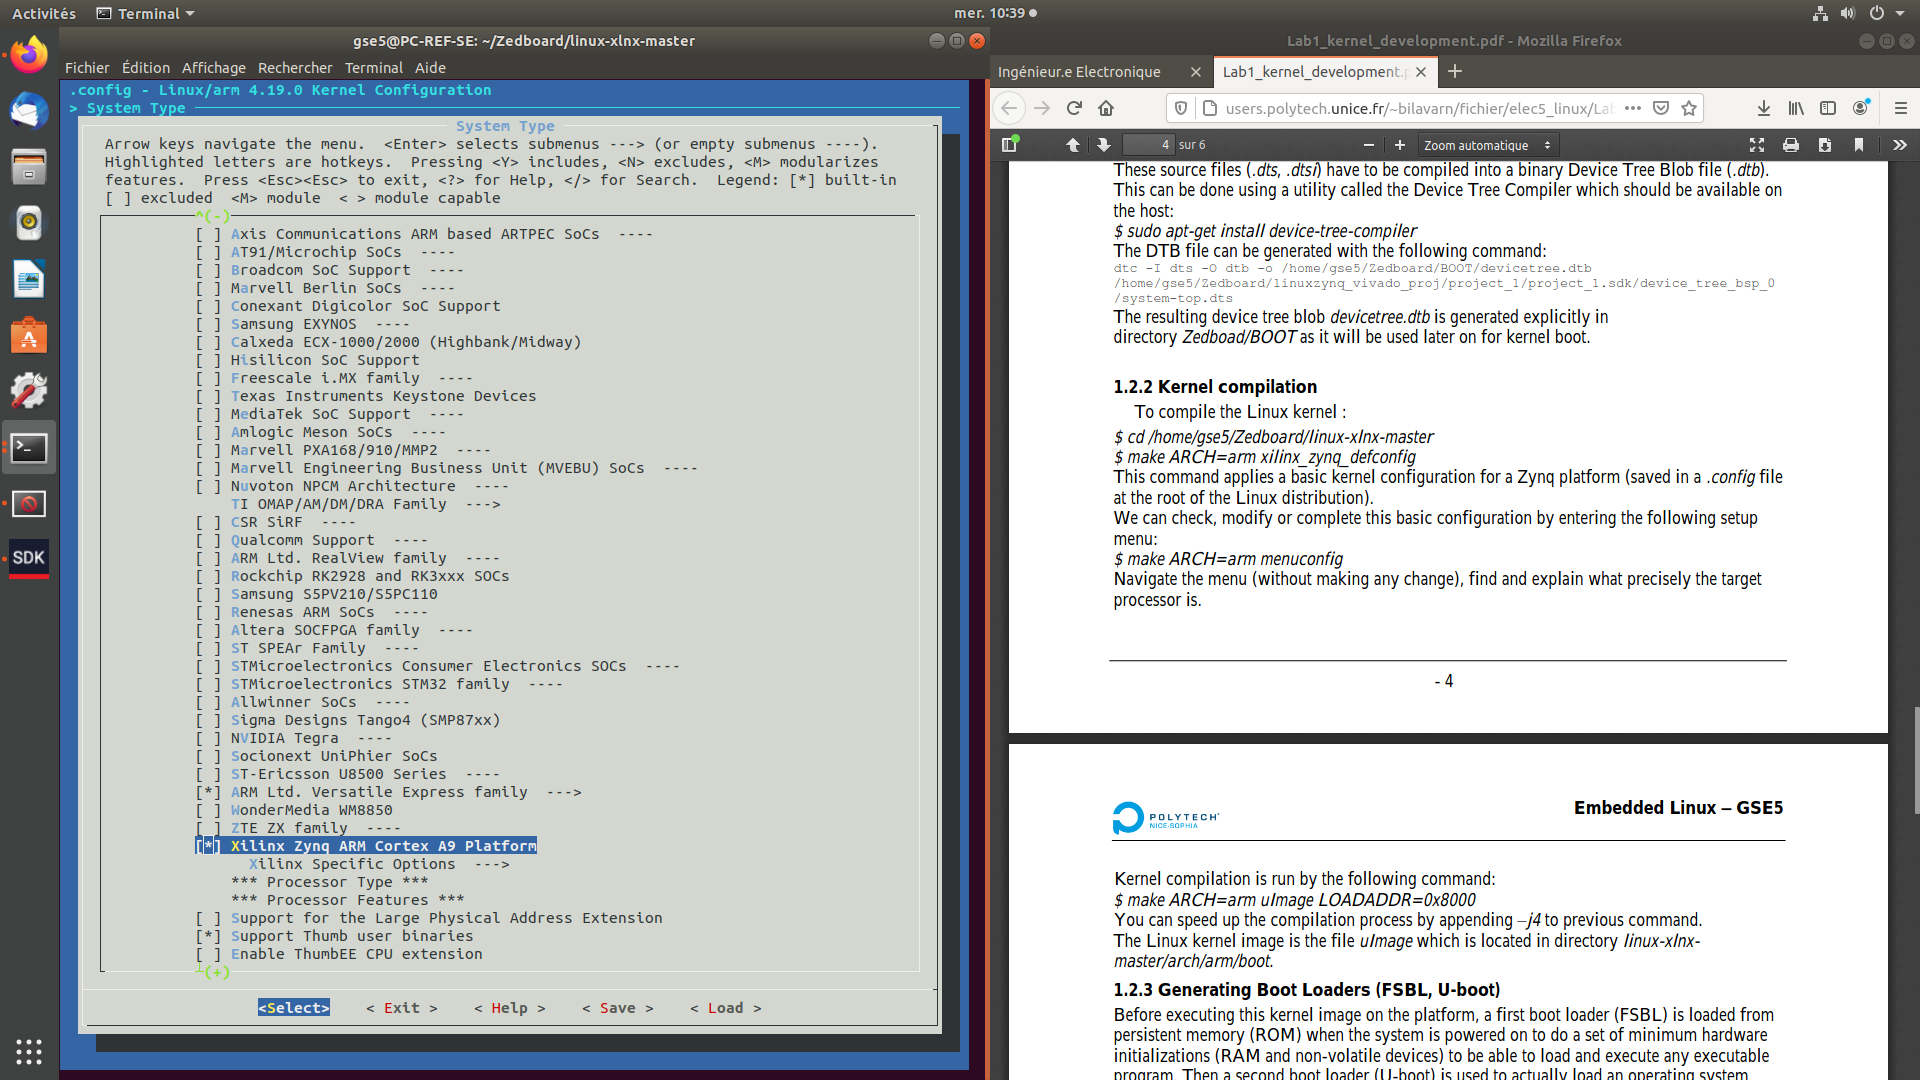 Activités
Terminal
mer. 10:39
gse5@PC-REF-SE: ~/Zedboard/linux-xlnx-master
Fichier Édition Affichage Rechercher Terminal Aide
.config - Linux/arm 4.19.0 Kernel Configuration
> System Type
System Type
Arrow keys navigate the menu. <Enter> selects submenus ---> (or empty submenus ----).
Highlighted letters are hotkeys. Pressing <Y> includes, <N> excludes, <M> modularizes
features. Press <Esc><Esc> to exit, <?> for Help, </> for Search. Legend: [*] built-in
[ ] excluded <M> module < > module capable
^(-)
[ ] Axis Communications ARM based ARTPEC SoCs ----
[ ] AT91/Microchip SoCs ----
[ ] Broadcom SoC Support ----
[ ] Marvell Berlin SoCs ----
[ ] Conexant Digicolor SoC Support
[ ] Samsung EXYNOS ----
[ ] Calxeda ECX-1000/2000 (Highbank/Midway)
[ ] Hisilicon SoC Support
[ ] Freescale i.MX family ----
[ ] Texas Instruments Keystone Devices
[ ] MediaTek SoC Support ----
[ ] Amlogic Meson SoCs ----
[ ] Marvell PXA168/910/MMP2 ----
[ ] Marvell Engineering Business Unit (MVEBU) SoCs ----
[ ] Nuvoton NPCM Architecture ----
TI OMAP/AM/DM/DRA Family --->
[ ] CSR SiRF ----
[ ] Qualcomm Support ----
[ ] ARM Ltd. RealView family ----
[ ] Rockchip RK2928 and RK3xxx SOCs
[ ] Samsung S5PV210/S5PC110
[ ] Renesas ARM SoCs ----
[ ] Altera SOCFPGA family ----
[ ] ST SPEAr Family ----
[ ] STMicroelectronics Consumer Electronics SOCs ----
[ ] STMicroelectronics STM32 family ----
[ ] Allwinner SoCs ----
[ ] Sigma Designs Tango4 (SMP87xx)
[ ] NVIDIA Tegra ----
[ ] Socionext UniPhier SoCs
[ ] ST-Ericsson U8500 Series ----
[*] ARM Ltd. Versatile Express family --->
[ ] WonderMedia WM8850
[ ] ZTE ZX family ----
[*] Xilinx Zynq ARM Cortex A9 Platform
Xilinx Specific Options --->
*** Processor Type ***
*** Processor Features ***
[ ] Support for the Large Physical Address Extension
[*] Support Thumb user binaries
[ ] Enable ThumbEE CPU extension
(+)
<Select> < Exit > < Help > < Save > < Load >
SDK
Lab1_kernel_development.pdf - Mozilla Firefox
Ingénieur.e Electronique
Lab1_kernel_development.p
users.polytech.unice.fr/~bilavarn/fichier/elec5_linux/La
4 sur 6
Zoom automatique
These source files (.dts, .dtsi) have to be compiled into a binary Device Tree Blob file (.dtb).
This can be done using a utility called the Device Tree Compiler which should be available on
the host:
$ sudo apt-get install device-tree-compiler
The DTB file can be generated with the following command:
dtc -I dts -O dtb -o /home/gse5/Zedboard/BOOT/devicetree.dtb
/home/gse5/Zedboard/linuxzynq_vivado_proj/project_1/project_1.sdk/device_tree_bsp_0
/system-top.dts
The resulting device tree blob devicetree.dtb is generated explicitly in
directory Zedboad/BOOT as it will be used later on for kernel boot.
1.2.2 Kernel compilation
To compile the Linux kernel :
$ cd /home/gse5/Zedboard/linux-xlnx-master
$ make ARCH=arm xilinx_zynq_defconfig
This command applies a basic kernel configuration for a Zynq platform (saved in a .config file
at the root of the Linux distribution).
We can check, modify or complete this basic configuration by entering the following setup
menu:
$ make ARCH=arm menuconfig
Navigate the menu (without making any change), find and explain what precisely the target
processor is.
- 4
POLYTECH
NICE-SOPHIA
Embedded Linux – GSE5
Kernel compilation is run by the following command:
$ make ARCH=arm uImage LOADADDR=0x8000
You can speed up the compilation process by appending –j4 to previous command.
The Linux kernel image is the file uImage which is located in directory linux-xlnx-
master/arch/arm/boot.
1.2.3 Generating Boot Loaders (FSBL, U-boot)
Before executing this kernel image on the platform, a first boot loader (FSBL) is loaded from
persistent memory (ROM) when the system is powered on to do a set of minimum hardware
initializations (RAM and non-volatile devices) to be able to load and execute any executable
program. Then a second boot loader (U-boot) is used to actually load an operating system